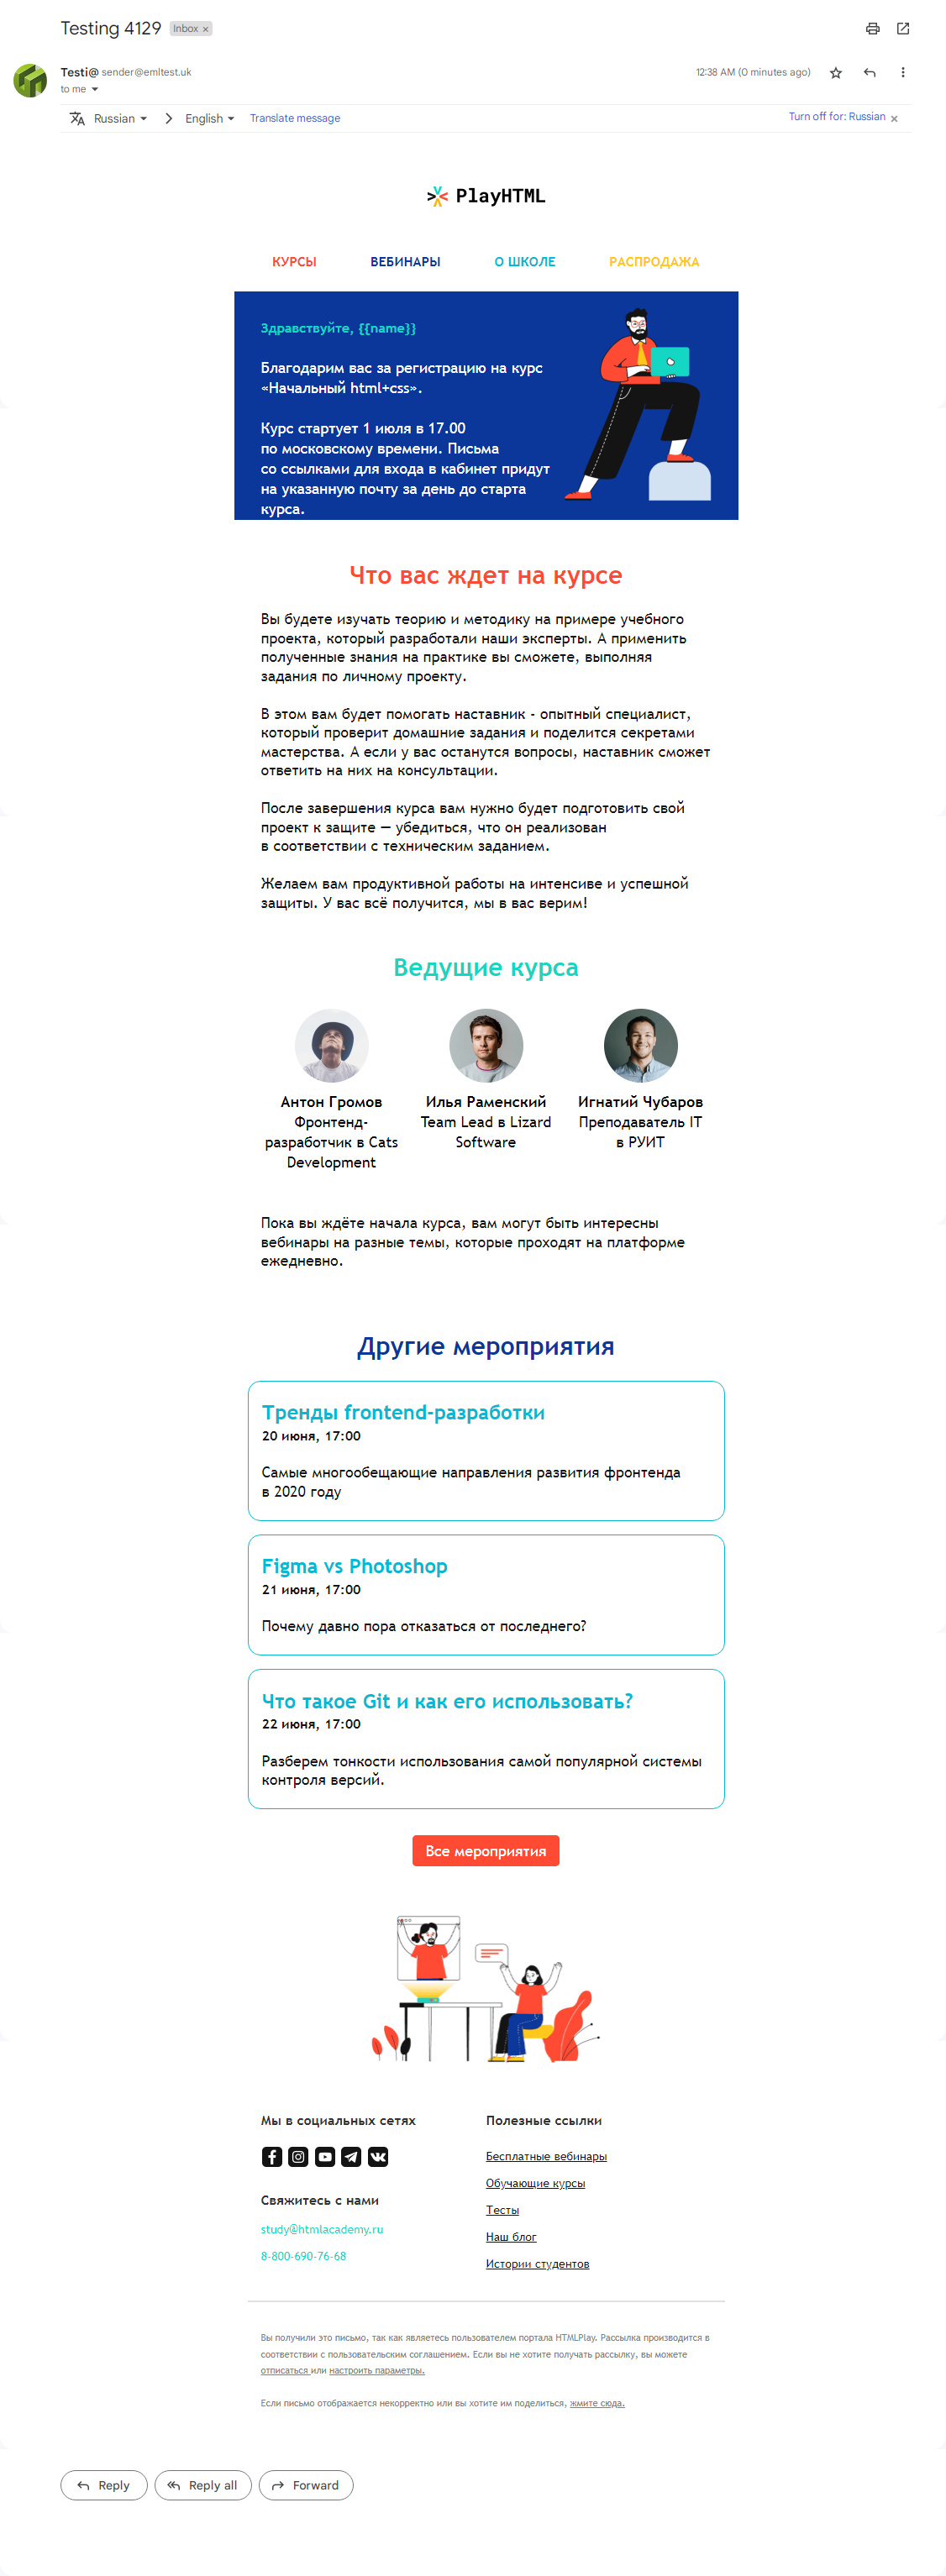 Testing 4129 Inbox ×
Testi@ sender@emltest.uk 12:38 AM (0 minutes ago)
to me
Russian English Translate message Turn off for: Russian ×
PlayHTML
КУРСЫ ВЕБИНАРЫ О ШКОЛЕ РАСПРОДАЖА
Здравствуйте, {{name}}
Благодарим вас за регистрацию на курс
«Начальный html+css».
Курс стартует 1 июля в 17.00
по московскому времени. Письма
со ссылками для входа в кабинет придут
на указанную почту за день до старта
курса.
Что вас ждет на курсе
Вы будете изучать теорию и методику на примере учебного
проекта, который разработали наши эксперты. А применить
полученные знания на практике вы сможете, выполняя
задания по личному проекту.
В этом вам будет помогать наставник - опытный специалист,
который проверит домашние задания и поделится секретами
мастерства. А если у вас останутся вопросы, наставник сможет
ответить на них на консультации.
После завершения курса вам нужно будет подготовить свой
проект к защите — убедиться, что он реализован
в соответствии с техническим заданием.
Желаем вам продуктивной работы на интенсиве и успешной
защиты. У вас всё получится, мы в вас верим!
Ведущие курса
Антон Громов
Фронтенд-
разработчик в Cats
Development
Илья Раменский
Team Lead в Lizard
Software
Игнатий Чубаров
Преподаватель IT
в РУИТ
Пока вы ждёте начала курса, вам могут быть интересны
вебинары на разные темы, которые проходят на платформе
ежедневно.
Другие мероприятия
Тренды frontend-разработки
20 июня, 17:00
Самые многообещающие направления развития фронтенда
в 2020 году
Figma vs Photoshop
21 июня, 17:00
Почему давно пора отказаться от последнего?
Что такое Git и как его использовать?
22 июня, 17:00
Разберем тонкости использования самой популярной системы
контроля версий.
Все мероприятия
Мы в социальных сетях
Свяжитесь с нами
study@htmlacademy.ru
8-800-690-76-68
Полезные ссылки
Бесплатные вебинары
Обучающие курсы
Тесты
Наш блог
Истории студентов
Вы получили это письмо, так как являетесь пользователем портала HTMLPlay. Рассылка производится в
соответствии с пользовательским соглашением. Если вы не хотите получать рассылку, вы можете
отписаться или настроить параметры.
Если письмо отображается некорректно или вы хотите им поделиться, жмите сюда.
Reply Reply all Forward